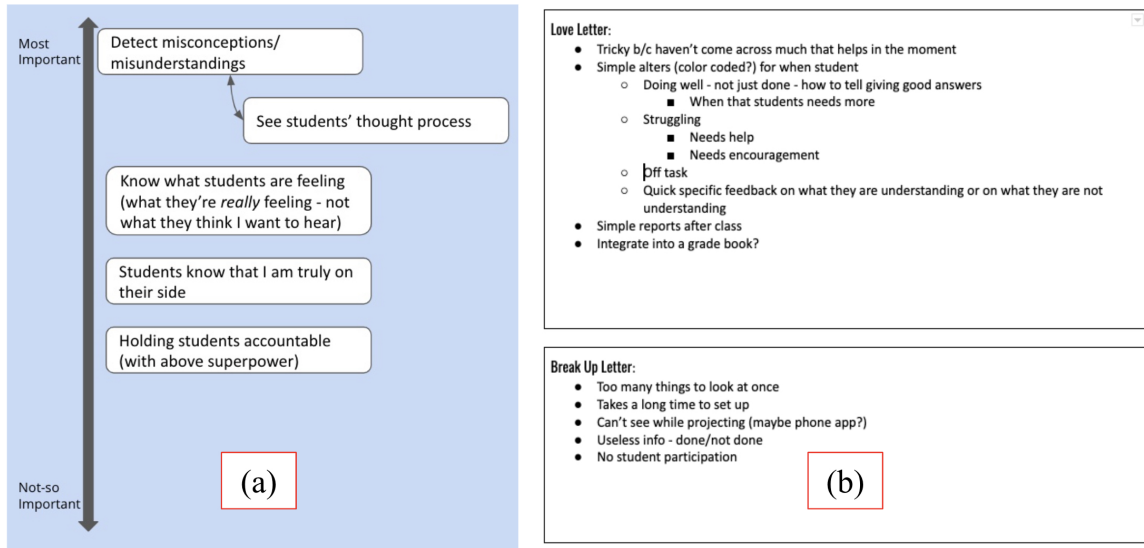 Most
Important
Detect misconceptions/
misunderstandings
See students' thought process
Know what students are feeling
(what they're really feeling - not
what they think I want to hear)
Students know that I am truly on
their side
Holding students accountable
(with above superpower)
Not-so
Important
(a)
Love Letter:
● Tricky b/c haven't come across much that helps in the moment
● Simple alters (color coded?) for when student
○ Doing well - not just done - how to tell giving good answers
■ When that students needs more
○ Struggling
■ Needs help
■ Needs encouragement
○ Off task
○ Quick specific feedback on what they are understanding or on what they are not
understanding
● Simple reports after class
● Integrate into a grade book?
Break Up Letter:
● Too many things to look at once
● Takes a long time to set up
● Can't see while projecting (maybe phone app?)
● Useless info - done/not done
● No student participation
(b)